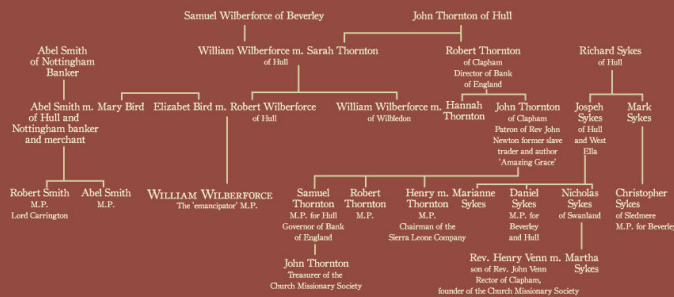 Samuel Wilberforce of Beverley
John Thornton of Hull
Abel Smith
of Nottingham
Banker
William Wilberforce m. Sarah Thornton
of Hull
Robert Thornton
of Clapham
Director of Bank
of England
Richard Sykes
of Hull
Abel Smith m. Mary Bird
of Hull and
Nottingham banker
and merchant
Elizabet Bird m. Robert Wilberforce
of Hull
William Wilberforce m. Hannah
of Wilbledon
Thornton
John Thornton
of Clapham
Patron of Rev John
Newton former slave
trader and author
'Amazing Grace'
Jospeh
Sykes
of Hull
and West
Ella
Mark
Sykes
Robert Smith
M.P.
Lord Carrington
Abel Smith
M.P.
WILLIAM WILBERFORCE
The 'emancipator' M.P.
Samuel
Thornton
M.P. for Hull
Governor of Bank
of England
Robert
Thornton
M.P.
Henry m. Marianne
Thornton Sykes
M.P.
Chairman of the
Sierra Leone Company
Daniel
Sykes
M.P. for
Beverley
and Hull
Nicholas
Sykes
of Swanland
Christopher
Sykes
of Sledmere
M.P. for Beverley
John Thornton
Treasurer of the
Church Missionary Society
Rev. Henry Venn m. Martha
son of Rev. John Venn Sykes
Rector of Clapham,
founder of the Church Missionary Society